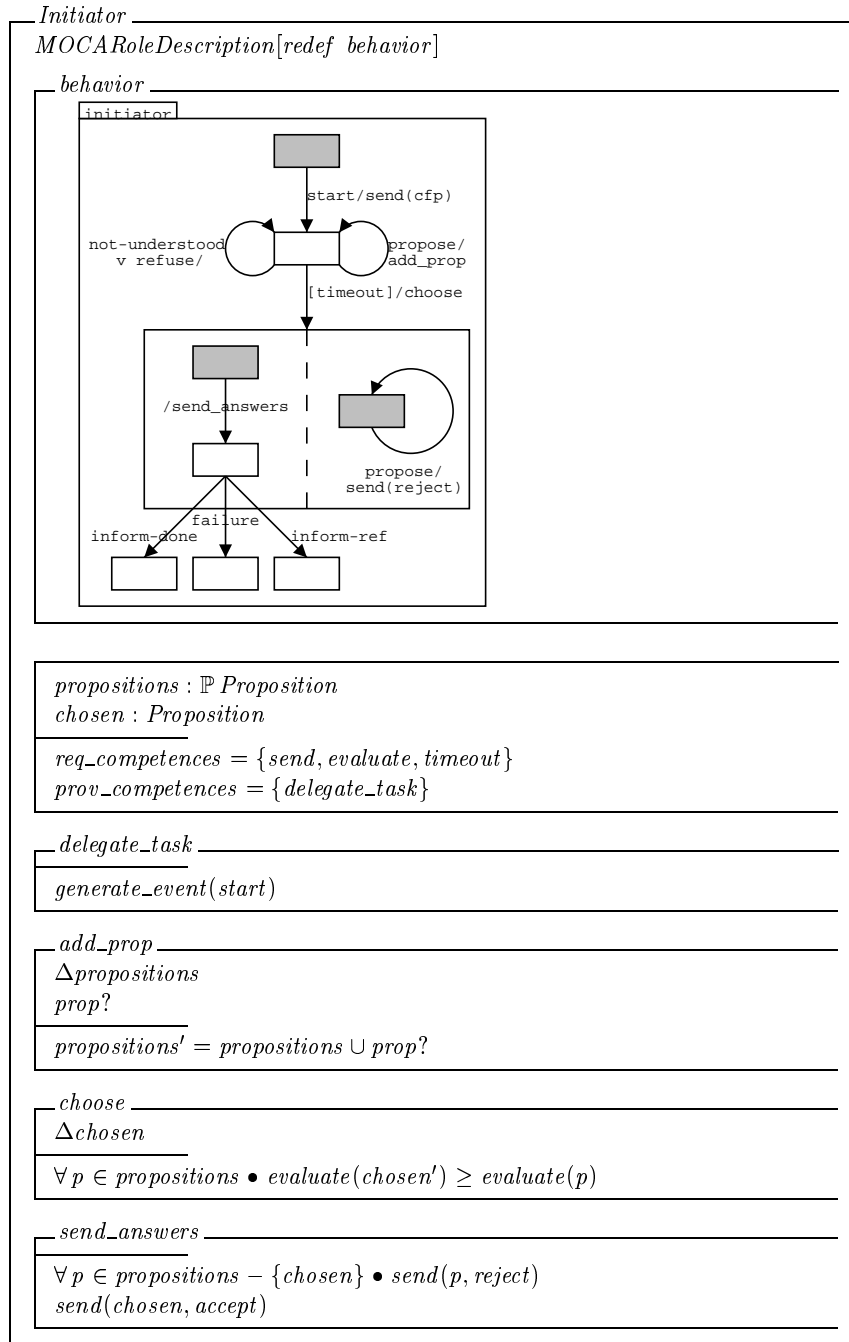 Initiator
MOCARoleDescription[redef behavior]
behavior
initiator
start/send(cfp)
not-understood
v refuse/
propose/
add_prop
[timeout]/choose
/send_answers
propose/
send(reject)
failure
inform-done
inform-ref
propositions : ℙ Proposition
chosen : Proposition
req_competences = {send, evaluate, timeout}
prov_competences = {delegate_task}
delegate_task
generate_event(start)
add_prop
Δpropositions
prop?
propositions′ = propositions ∪ prop?
choose
Δchosen
∀ p ∈ propositions • evaluate(chosen′) ≥ evaluate(p)
send_answers
∀ p ∈ propositions − {chosen} • send(p, reject)
send(chosen, accept)